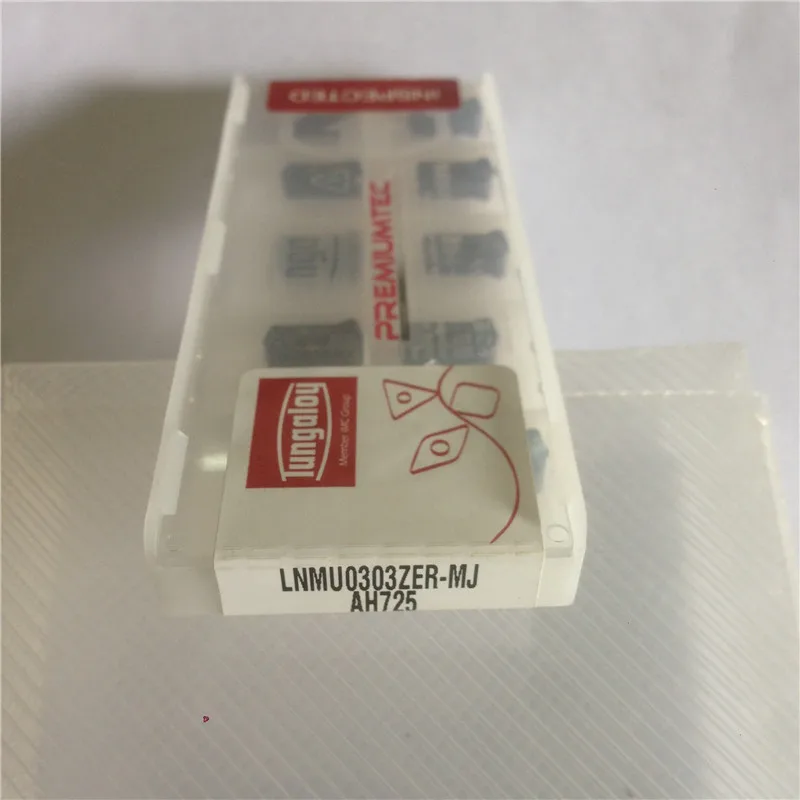 INSPECTED
PREMIUMTEC
Tungaloy
Member IMC Group
LNMU0303ZER-MJ
AH725